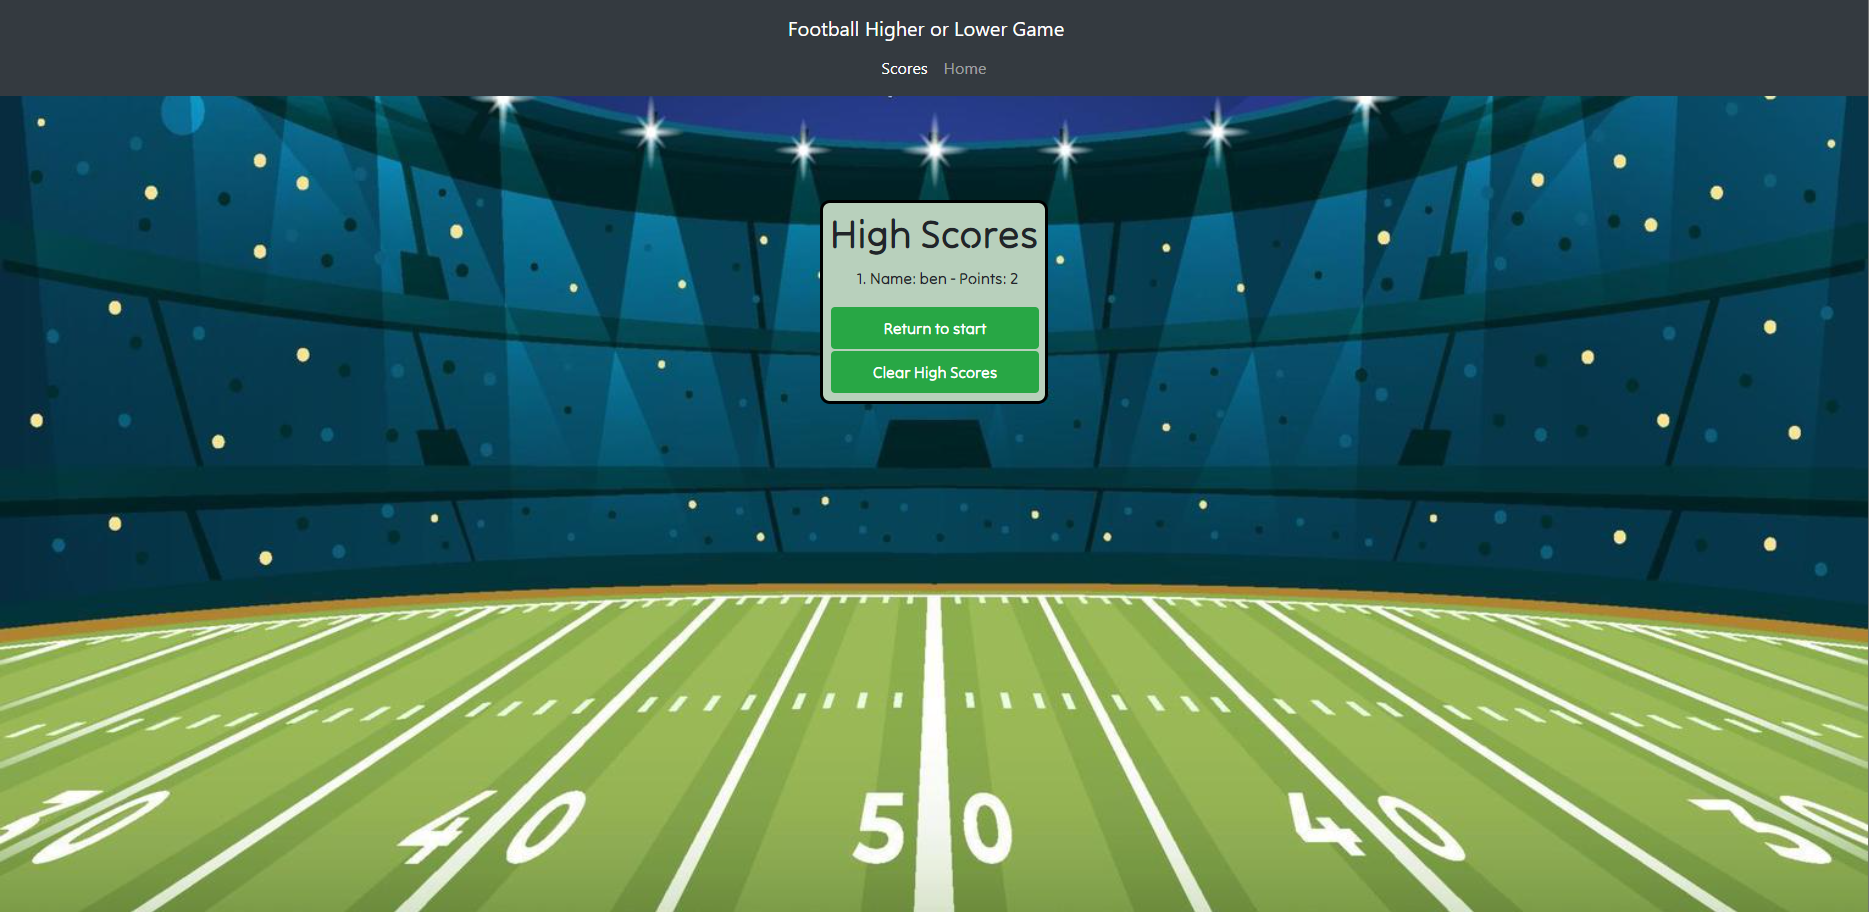 Football Higher or Lower Game
Scores Home
High Scores
1. Name: ben - Points: 2
Return to start
Clear High Scores
40 50 40